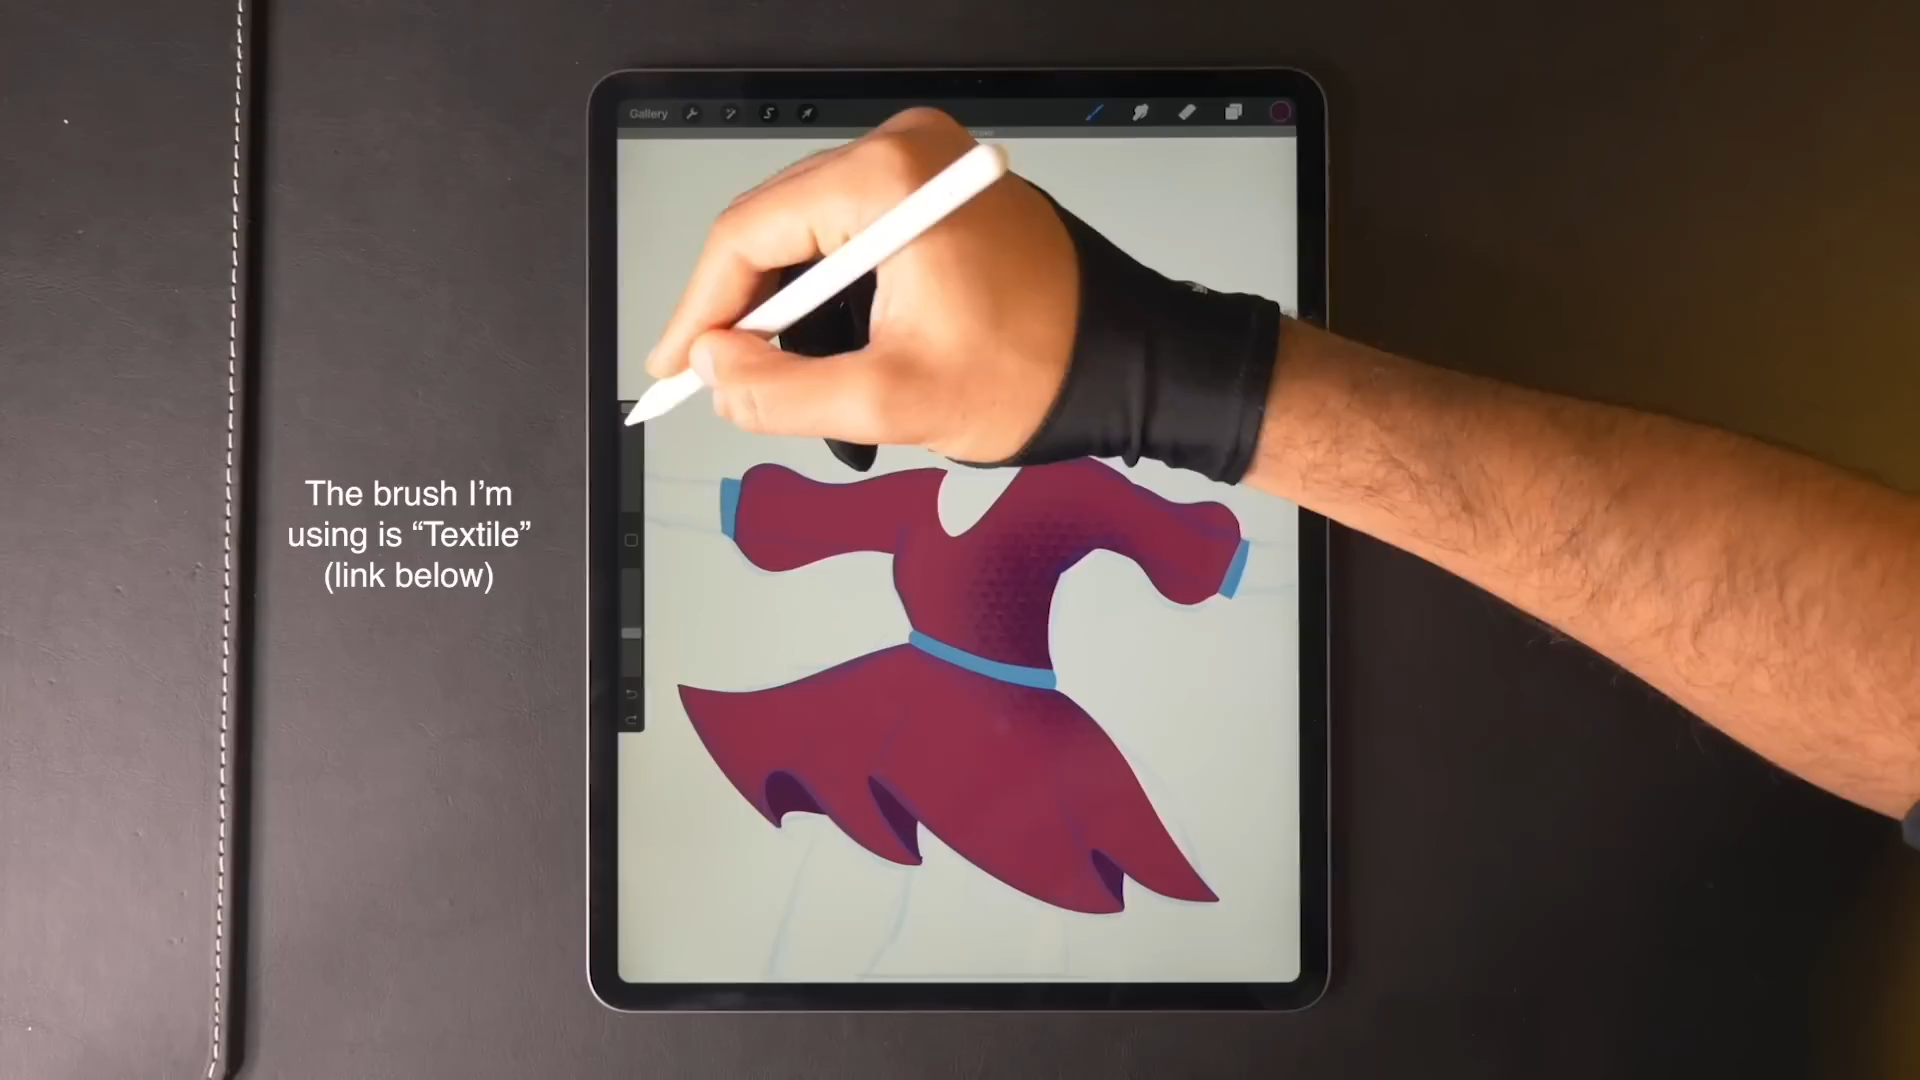 Gallery
The brush I’m
using is “Textile”
(link below)